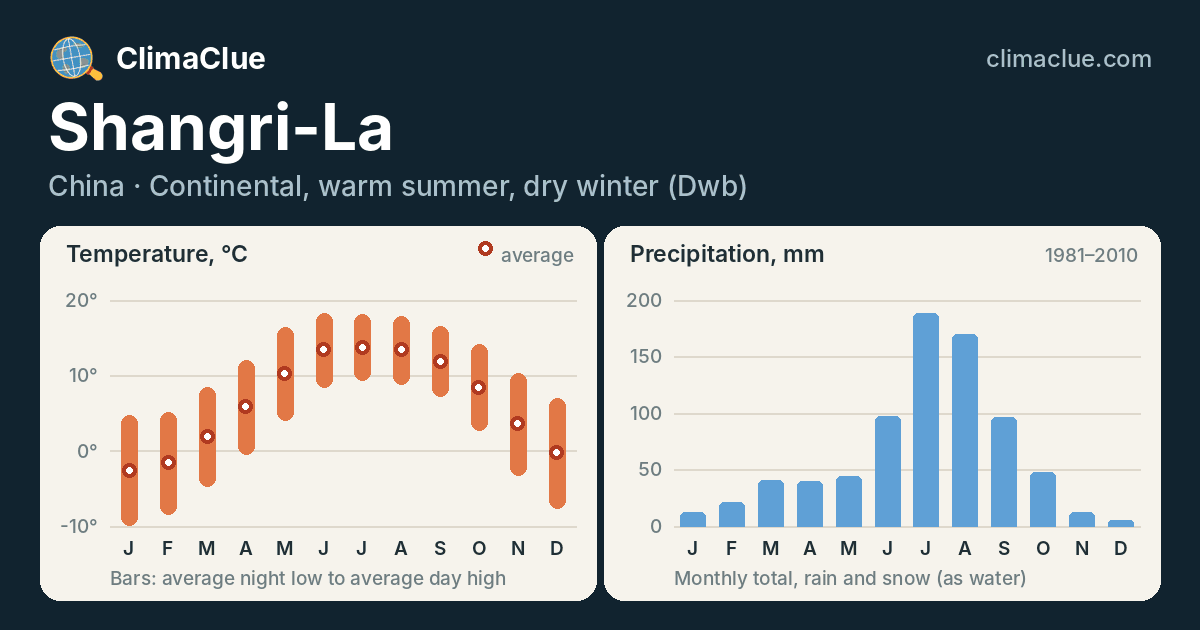 ClimaClue
climaclue.com
Shangri-La
China · Continental, warm summer, dry winter (Dwb)
Temperature, °C
average
20°
10°
0°
-10°
J F M A M J J A S O N D
Bars: average night low to average day high
Precipitation, mm
1981–2010
200
150
100
50
0
J F M A M J J A S O N D
Monthly total, rain and snow (as water)